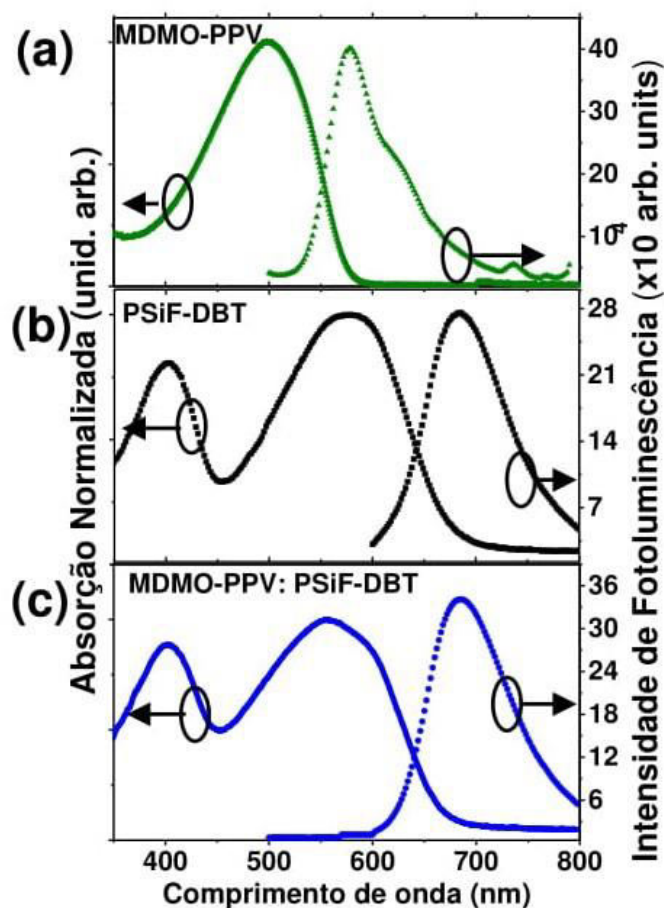 (a)
MDMO-PPV
40
30
20
10
(b)
PSiF-DBT
28
21
14
7
(c)
MDMO-PPV: PSiF-DBT
36
30
24
18
12
6
400 500 600 700 800
Comprimento de onda (nm)
Absorção Normalizada (unid. arb.)
Intensidade de Fotoluminescência (x10⁴ arb. units)